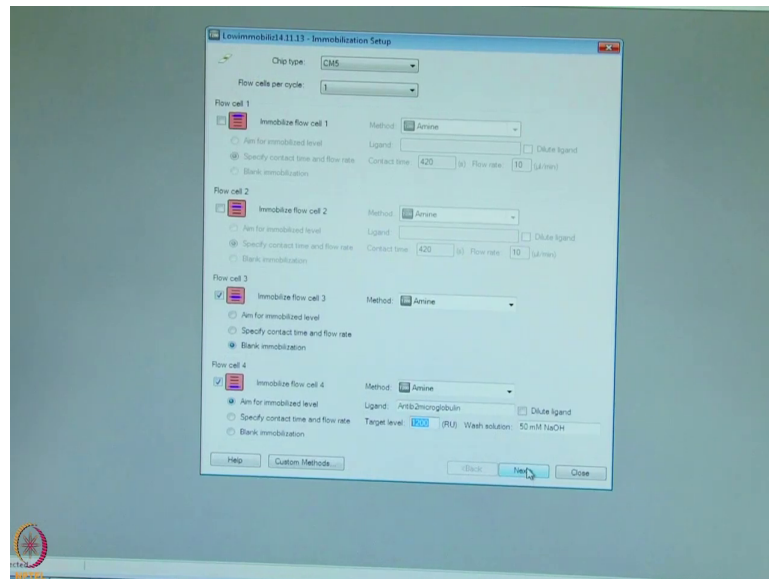 Lowimmobiliz14.11.13 - Immobilization Setup
Chip type: CM5
Flow cells per cycle: 1
Flow cell 1
Immobilize flow cell 1 Method: Amine
Aim for immobilized level Ligand: Dilute ligand
Specify contact time and flow rate Contact time: 420 (s) Flow rate: 10 (µl/min)
Blank immobilization
Flow cell 2
Immobilize flow cell 2 Method: Amine
Aim for immobilized level Ligand: Dilute ligand
Specify contact time and flow rate Contact time: 420 (s) Flow rate: 10 (µl/min)
Blank immobilization
Flow cell 3
Immobilize flow cell 3 Method: Amine
Aim for immobilized level
Specify contact time and flow rate
Blank immobilization
Flow cell 4
Immobilize flow cell 4 Method: Amine
Aim for immobilized level Ligand: Antib2microglobulin Dilute ligand
Specify contact time and flow rate Target level: 1200 (RU) Wash solution: 50 mM NaOH
Blank immobilization
Help Custom Methods... <Back Next
Close